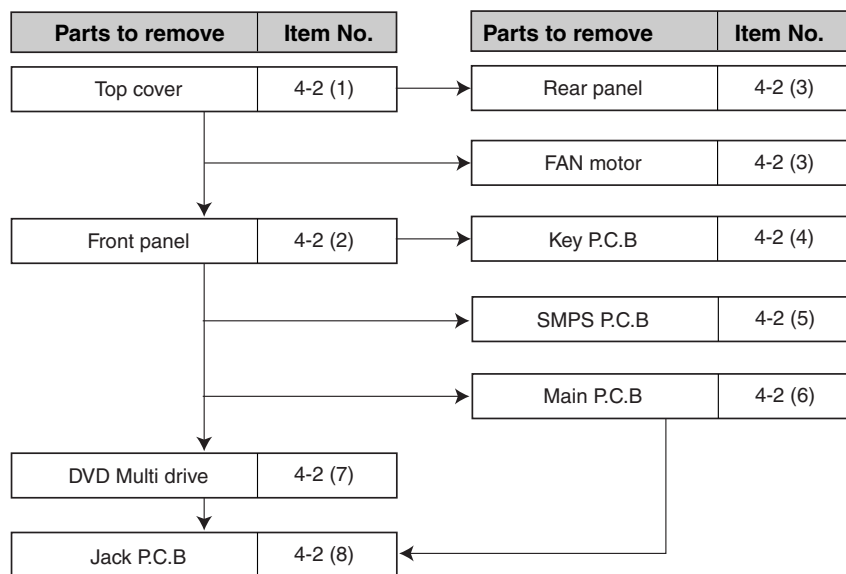 Parts to remove Item No. Parts to remove Item No.
Top cover 4-2 (1) Rear panel 4-2 (3)
FAN motor 4-2 (3)
Front panel 4-2 (2) Key P.C.B 4-2 (4)
SMPS P.C.B 4-2 (5)
Main P.C.B 4-2 (6)
DVD Multi drive 4-2 (7)
Jack P.C.B 4-2 (8)